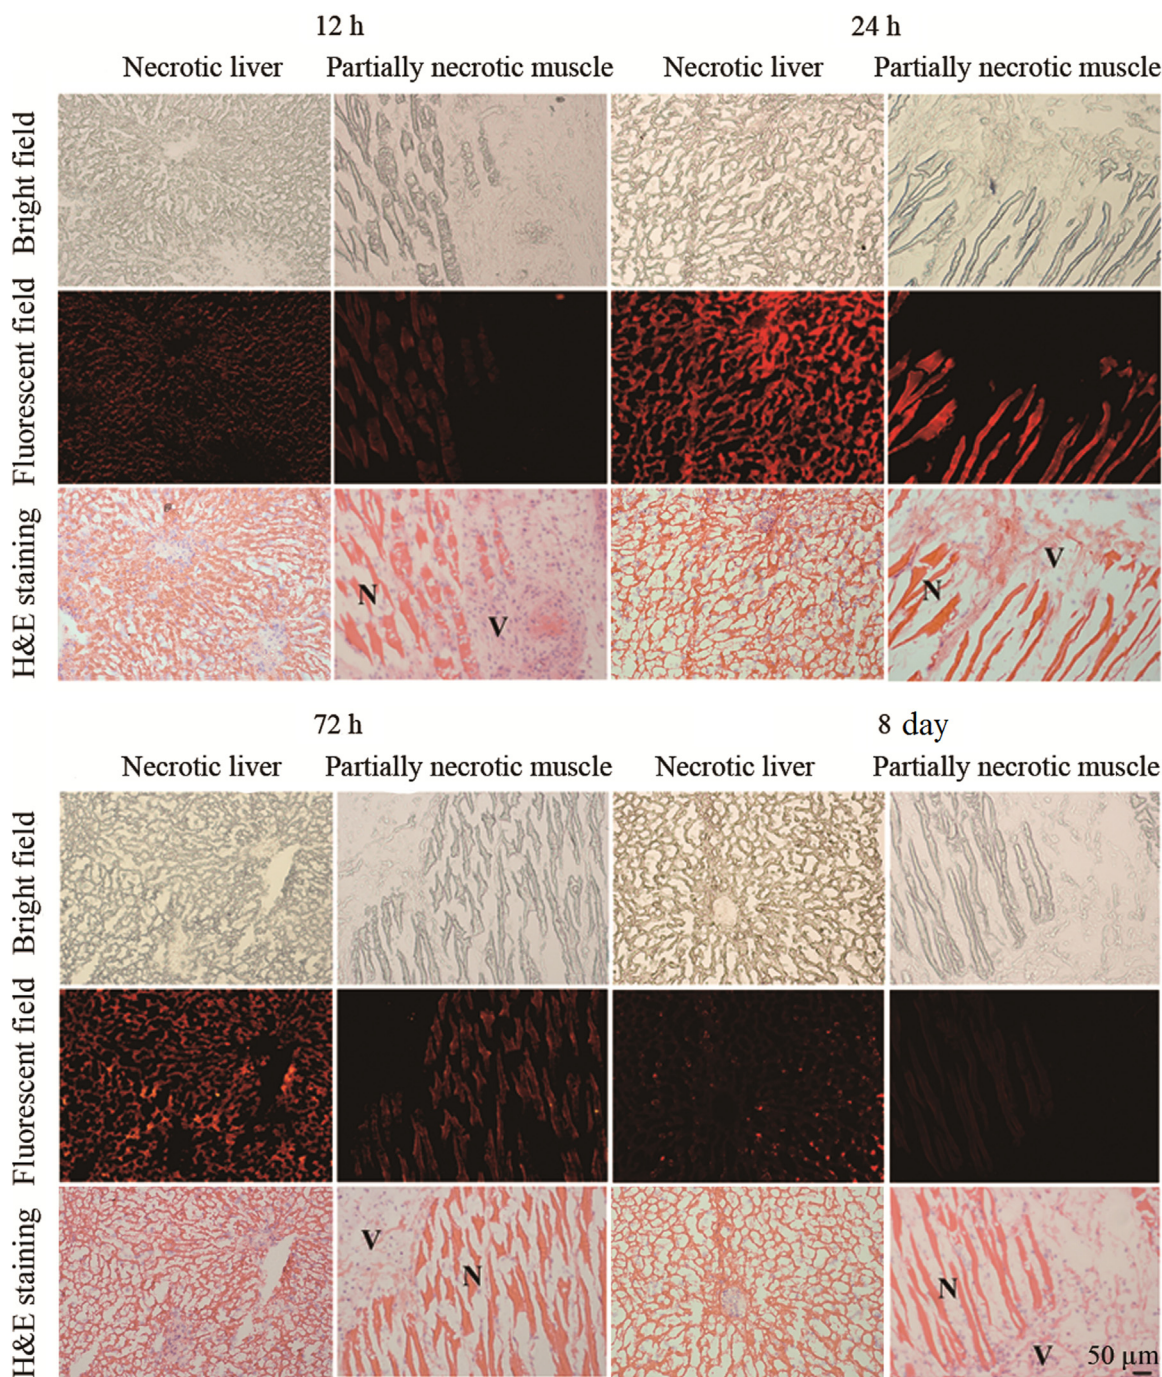 12 h 24 h
Necrotic liver Partially necrotic muscle Necrotic liver Partially necrotic muscle
Bright field
Fluorescent field
H&E staining
N
V
N
V
72 h 8 day
Necrotic liver Partially necrotic muscle Necrotic liver Partially necrotic muscle
Bright field
Fluorescent field
H&E staining
V
N
N
V
50 µm